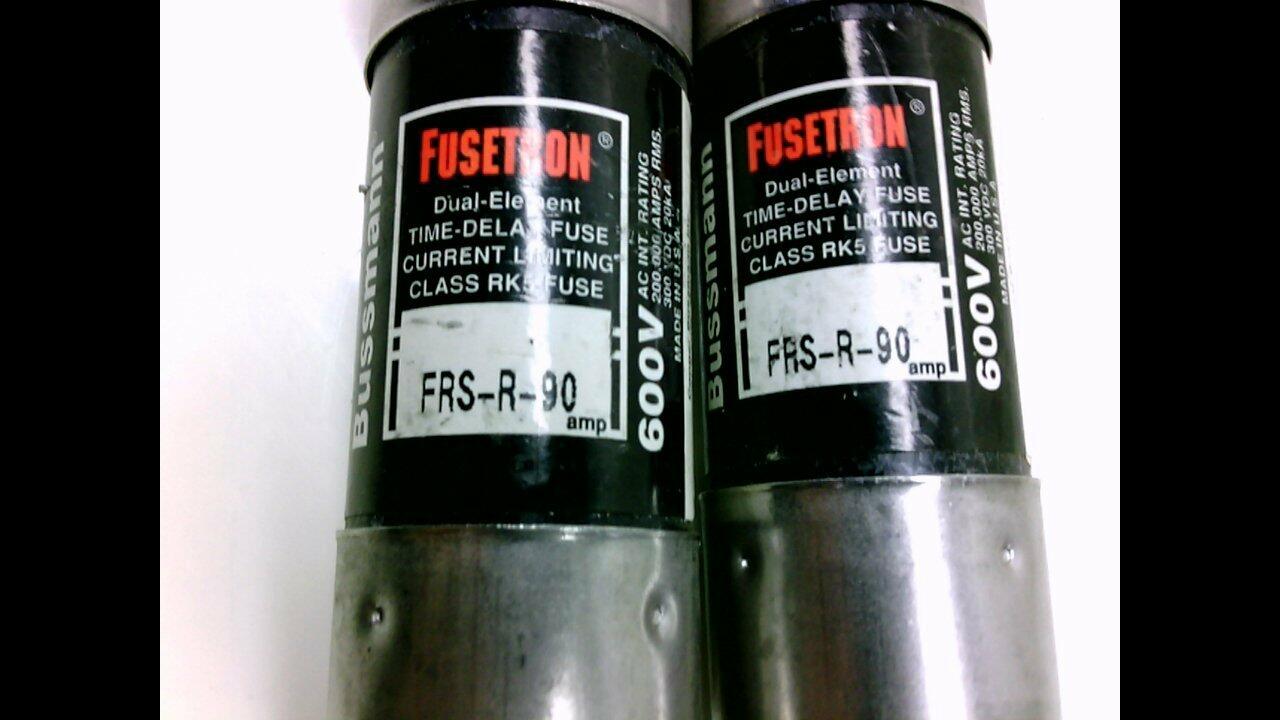 Bussmann
FUSETRON®
Dual-Element
TIME-DELAY FUSE
CURRENT LIMITING
CLASS RK5 FUSE
FRS-R-90
amp
600V
AC INT. RATING
200,000 AMPS RMS.
300 VDC 20kA
MADE IN U.S.A.
Bussmann
FUSETRON®
Dual-Element
TIME-DELAY FUSE
CURRENT LIMITING
CLASS RK5 FUSE
FRS-R-90
amp
600V
AC INT. RATING
200,000 AMPS RMS.
300 VDC 20kA
MADE IN U.S.A